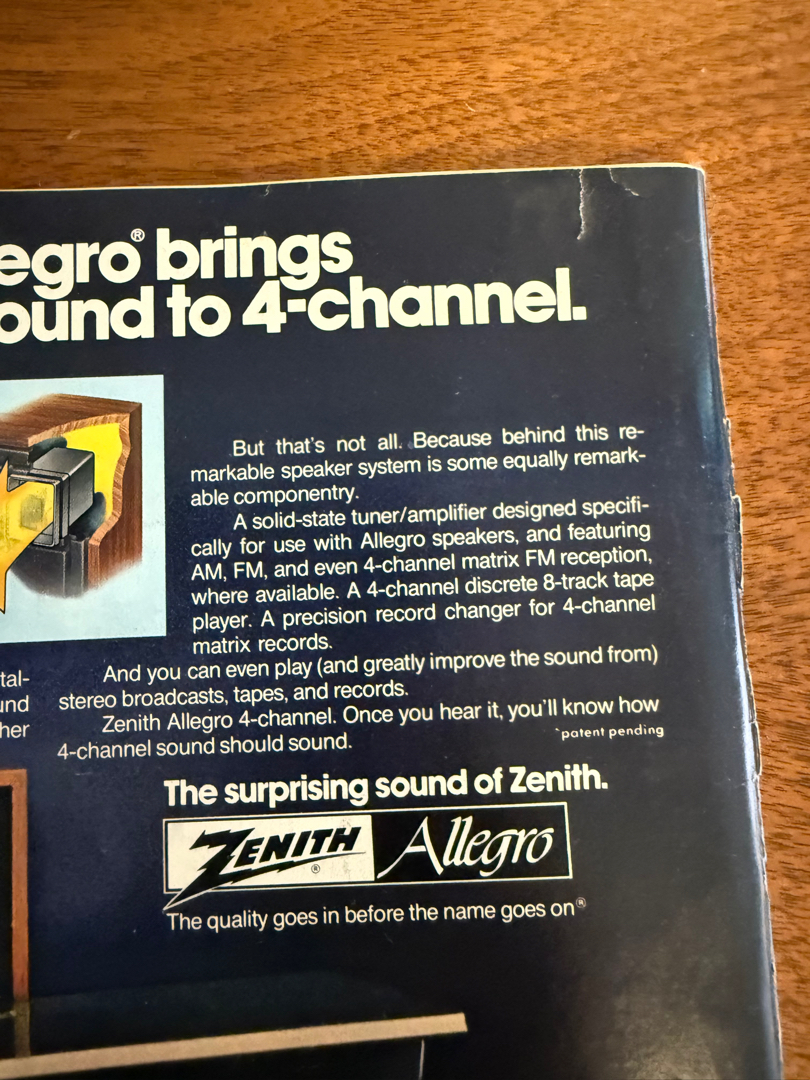 egro® brings
ound to 4-channel.
But that's not all. Because behind this re-
markable speaker system is some equally remark-
able componentry.
A solid-state tuner/amplifier designed specifi-
cally for use with Allegro speakers, and featuring
AM, FM, and even 4-channel matrix FM reception,
where available. A 4-channel discrete 8-track tape
player. A precision record changer for 4-channel
matrix records.
And you can even play (and greatly improve the sound from)
stereo broadcasts, tapes, and records.
Zenith Allegro 4-channel. Once you hear it, you'll know how
4-channel sound should sound.
*patent pending
tal-
und
her
The surprising sound of Zenith.
ZENITH® Allegro
The quality goes in before the name goes on®